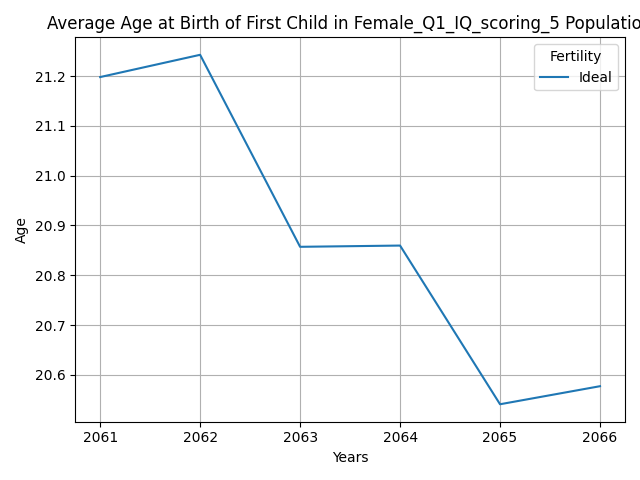 Average Age at Birth of First Child in Female_Q1_IQ_scoring_5 Populatio
Fertility
Ideal
21.2
21.1
21.0
20.9
20.8
20.7
20.6
Age
2061 2062 2063 2064 2065 2066
Years